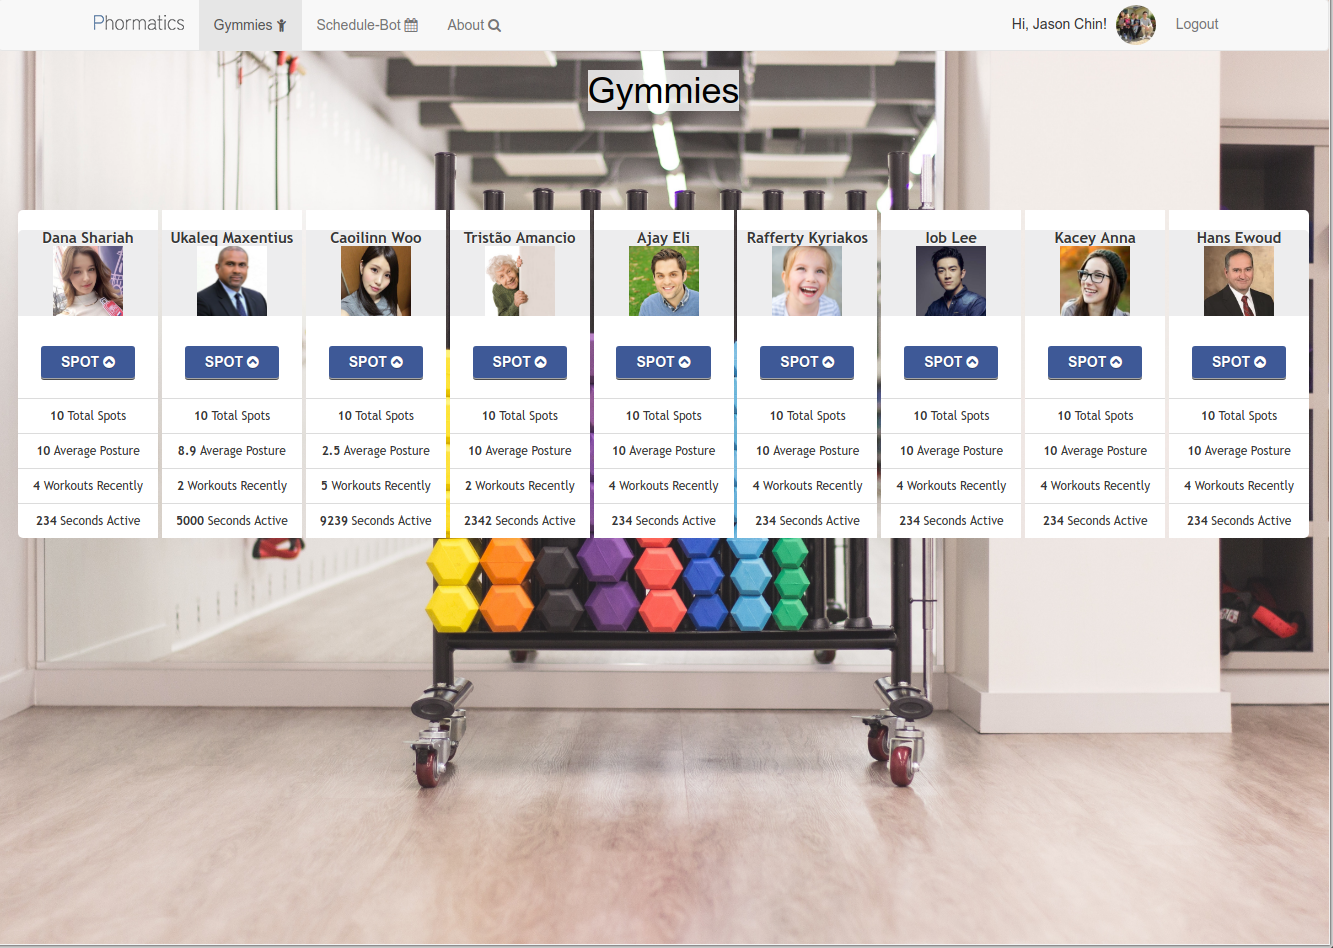 Phormatics Gymmies Schedule-Bot About Hi, Jason Chin! Logout
Gymmies
Dana Shariah Ukaleq Maxentius Caoilinn Woo Tristão Amancio Ajay Eli Rafferty Kyriakos Iob Lee Kacey Anna Hans Ewoud
SPOT SPOT SPOT SPOT SPOT SPOT SPOT SPOT SPOT
10 Total Spots 10 Total Spots 10 Total Spots 10 Total Spots 10 Total Spots 10 Total Spots 10 Total Spots 10 Total Spots 10 Total Spots
10 Average Posture 8.9 Average Posture 2.5 Average Posture 10 Average Posture 10 Average Posture 10 Average Posture 10 Average Posture 10 Average Posture 10 Average Posture
4 Workouts Recently 2 Workouts Recently 5 Workouts Recently 2 Workouts Recently 4 Workouts Recently 4 Workouts Recently 4 Workouts Recently 4 Workouts Recently 4 Workouts Recently
234 Seconds Active 5000 Seconds Active 9239 Seconds Active 2342 Seconds Active 234 Seconds Active 234 Seconds Active 234 Seconds Active 234 Seconds Active 234 Seconds Active